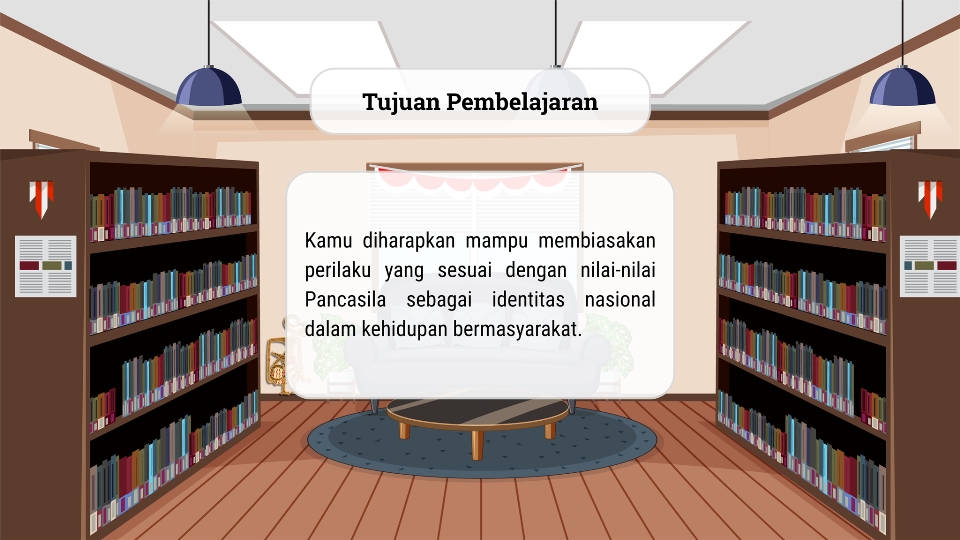 Tujuan Pembelajaran
Kamu diharapkan mampu membiasakan
perilaku yang sesuai dengan nilai-nilai
Pancasila sebagai identitas nasional
dalam kehidupan bermasyarakat.